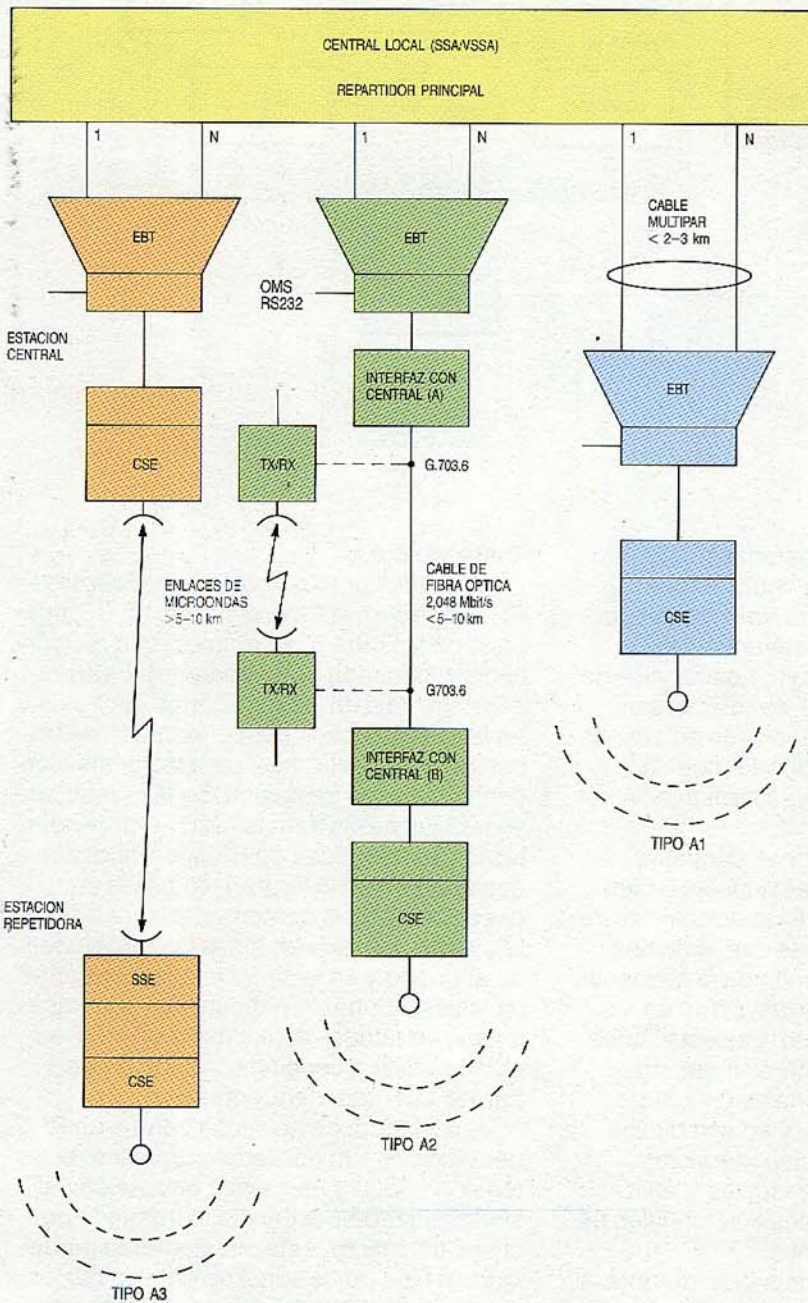 CENTRAL LOCAL (SSA/VSSA)
REPARTIDOR PRINCIPAL
1
N
1
N
1
N
EBT
EBT
CABLE
MULTIPAR
< 2–3 km
OMS
RS232
ESTACION
CENTRAL
INTERFAZ CON
CENTRAL (A)
EBT
CSE
TX/RX
G.703.6
ENLACES DE
MICROONDAS
>5–10 km
CABLE DE
FIBRA OPTICA
2,048 Mbit/s
<5–10 km
CSE
TX/RX
G703.6
INTERFAZ CON
CENTRAL (B)
TIPO A1
ESTACION
REPETIDORA
CSE
SSE
CSE
TIPO A2
TIPO A3